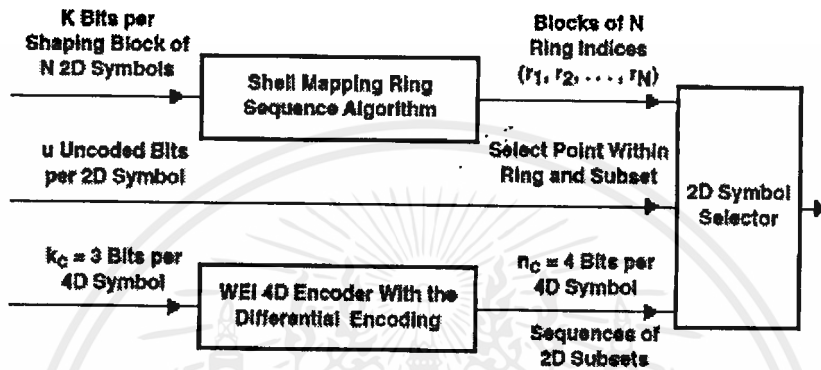 K Bits per
Shaping Block of
N 2D Symbols
Shell Mapping Ring
Sequence Algorithm
Blocks of N
Ring Indices
(r1, r2, . . . , rN)
u Uncoded Bits
per 2D Symbol
Select Point Within
Ring and Subset
2D Symbol
Selector
kC = 3 Bits per
4D Symbol
WEI 4D Encoder With the
Differential Encoding
nC = 4 Bits per
4D Symbol
Sequences of
2D Subsets